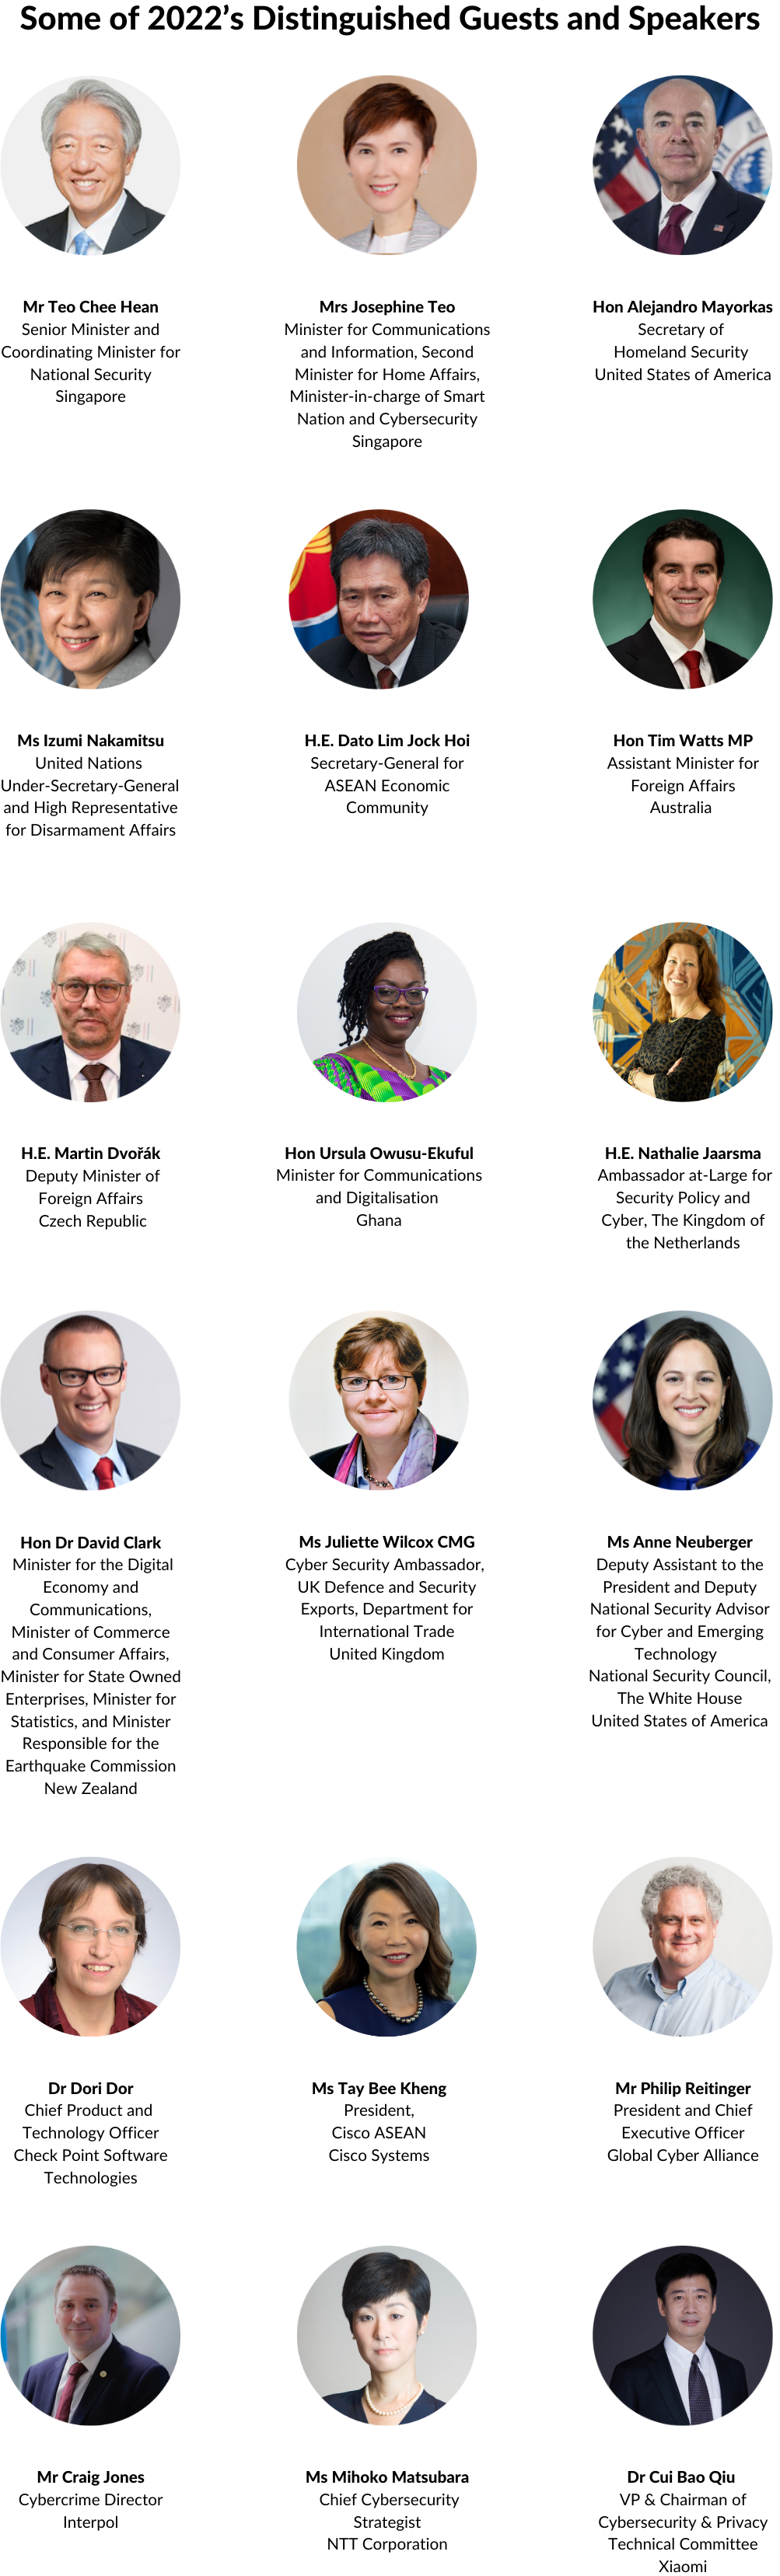 Some of 2022’s Distinguished Guests and Speakers
Mr Teo Chee Hean
Senior Minister and
Coordinating Minister for
National Security
Singapore
Mrs Josephine Teo
Minister for Communications
and Information, Second
Minister for Home Affairs,
Minister-in-charge of Smart
Nation and Cybersecurity
Singapore
Hon Alejandro Mayorkas
Secretary of
Homeland Security
United States of America
Ms Izumi Nakamitsu
United Nations
Under-Secretary-General
and High Representative
for Disarmament Affairs
H.E. Dato Lim Jock Hoi
Secretary-General for
ASEAN Economic
Community
Hon Tim Watts MP
Assistant Minister for
Foreign Affairs
Australia
H.E. Martin Dvořák
Deputy Minister of
Foreign Affairs
Czech Republic
Hon Ursula Owusu-Ekuful
Minister for Communications
and Digitalisation
Ghana
H.E. Nathalie Jaarsma
Ambassador at-Large for
Security Policy and
Cyber, The Kingdom of
the Netherlands
Hon Dr David Clark
Minister for the Digital
Economy and
Communications,
Minister of Commerce
and Consumer Affairs,
Minister for State Owned
Enterprises, Minister for
Statistics, and Minister
Responsible for the
Earthquake Commission
New Zealand
Ms Juliette Wilcox CMG
Cyber Security Ambassador,
UK Defence and Security
Exports, Department for
International Trade
United Kingdom
Ms Anne Neuberger
Deputy Assistant to the
President and Deputy
National Security Advisor
for Cyber and Emerging
Technology
National Security Council,
The White House
United States of America
Dr Dori Dor
Chief Product and
Technology Officer
Check Point Software
Technologies
Ms Tay Bee Kheng
President,
Cisco ASEAN
Cisco Systems
Mr Philip Reitinger
President and Chief
Executive Officer
Global Cyber Alliance
Mr Craig Jones
Cybercrime Director
Interpol
Ms Mihoko Matsubara
Chief Cybersecurity
Strategist
NTT Corporation
Dr Cui Bao Qiu
VP & Chairman of
Cybersecurity & Privacy
Technical Committee
Xiaomi